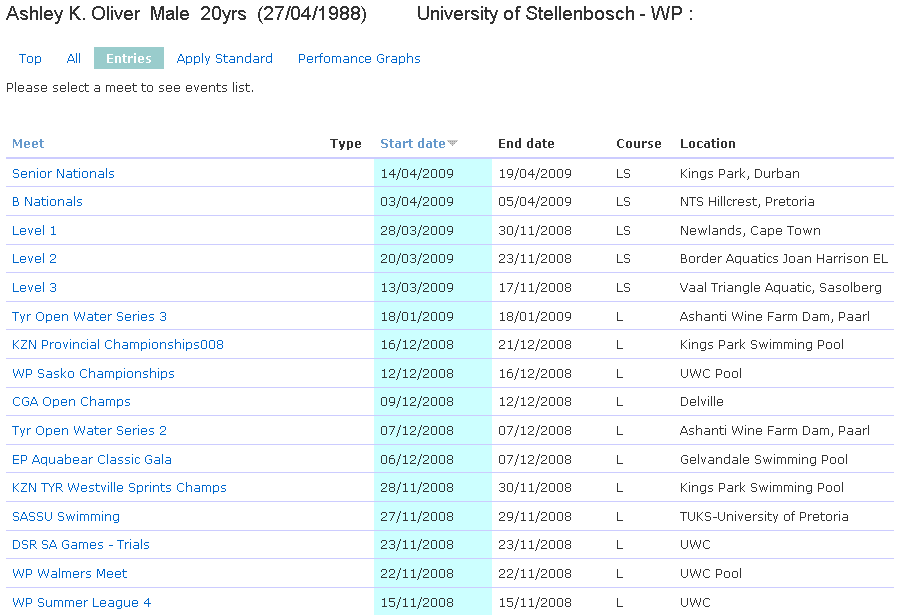 Ashley K. Oliver Male 20yrs (27/04/1988) University of Stellenbosch - WP :
Top All Entries Apply Standard Perfomance Graphs
Please select a meet to see events list.
Meet Type Start date End date Course Location
Senior Nationals 14/04/2009 19/04/2009 LS Kings Park, Durban
B Nationals 03/04/2009 05/04/2009 LS NTS Hillcrest, Pretoria
Level 1 28/03/2009 30/11/2008 LS Newlands, Cape Town
Level 2 20/03/2009 23/11/2008 LS Border Aquatics Joan Harrison EL
Level 3 13/03/2009 17/11/2008 LS Vaal Triangle Aquatic, Sasolberg
Tyr Open Water Series 3 18/01/2009 18/01/2009 L Ashanti Wine Farm Dam, Paarl
KZN Provincial Championships008 16/12/2008 21/12/2008 L Kings Park Swimming Pool
WP Sasko Championships 12/12/2008 16/12/2008 L UWC Pool
CGA Open Champs 09/12/2008 12/12/2008 L Delville
Tyr Open Water Series 2 07/12/2008 07/12/2008 L Ashanti Wine Farm Dam, Paarl
EP Aquabear Classic Gala 06/12/2008 07/12/2008 L Gelvandale Swimming Pool
KZN TYR Westville Sprints Champs 28/11/2008 30/11/2008 L Kings Park Swimming Pool
SASSU Swimming 27/11/2008 29/11/2008 L TUKS-University of Pretoria
DSR SA Games - Trials 23/11/2008 23/11/2008 L UWC
WP Walmers Meet 22/11/2008 22/11/2008 L UWC Pool
WP Summer League 4 15/11/2008 15/11/2008 L UWC